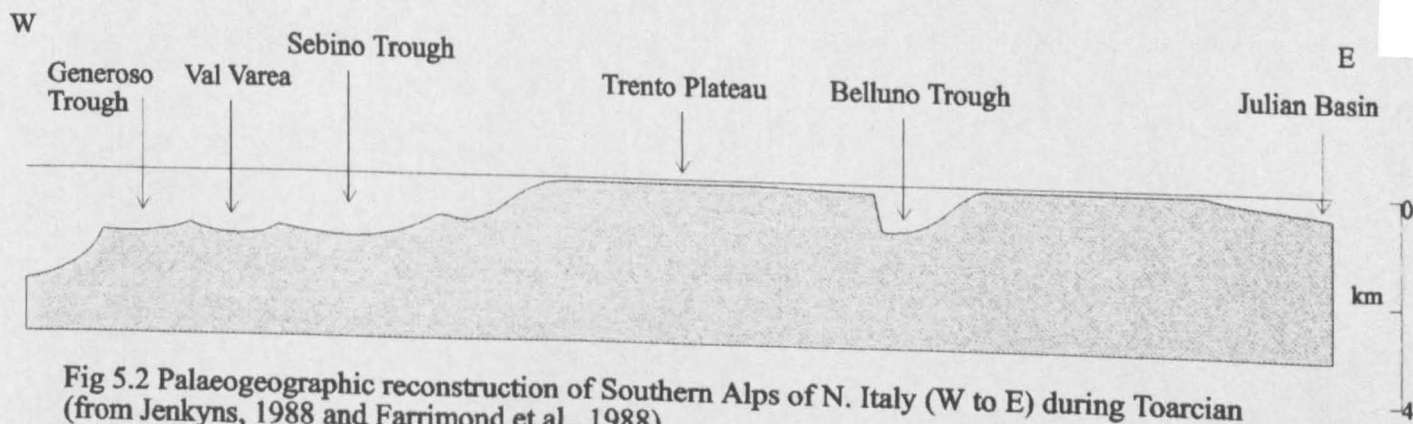 W
E
Generoso
Trough
Val Varea
Sebino Trough
Trento Plateau
Belluno Trough
Julian Basin
0
km
4
Fig 5.2 Palaeogeographic reconstruction of Southern Alps of N. Italy (W to E) during Toarcian
(from Jenkyns, 1988 and Farrimond et al., 1988)